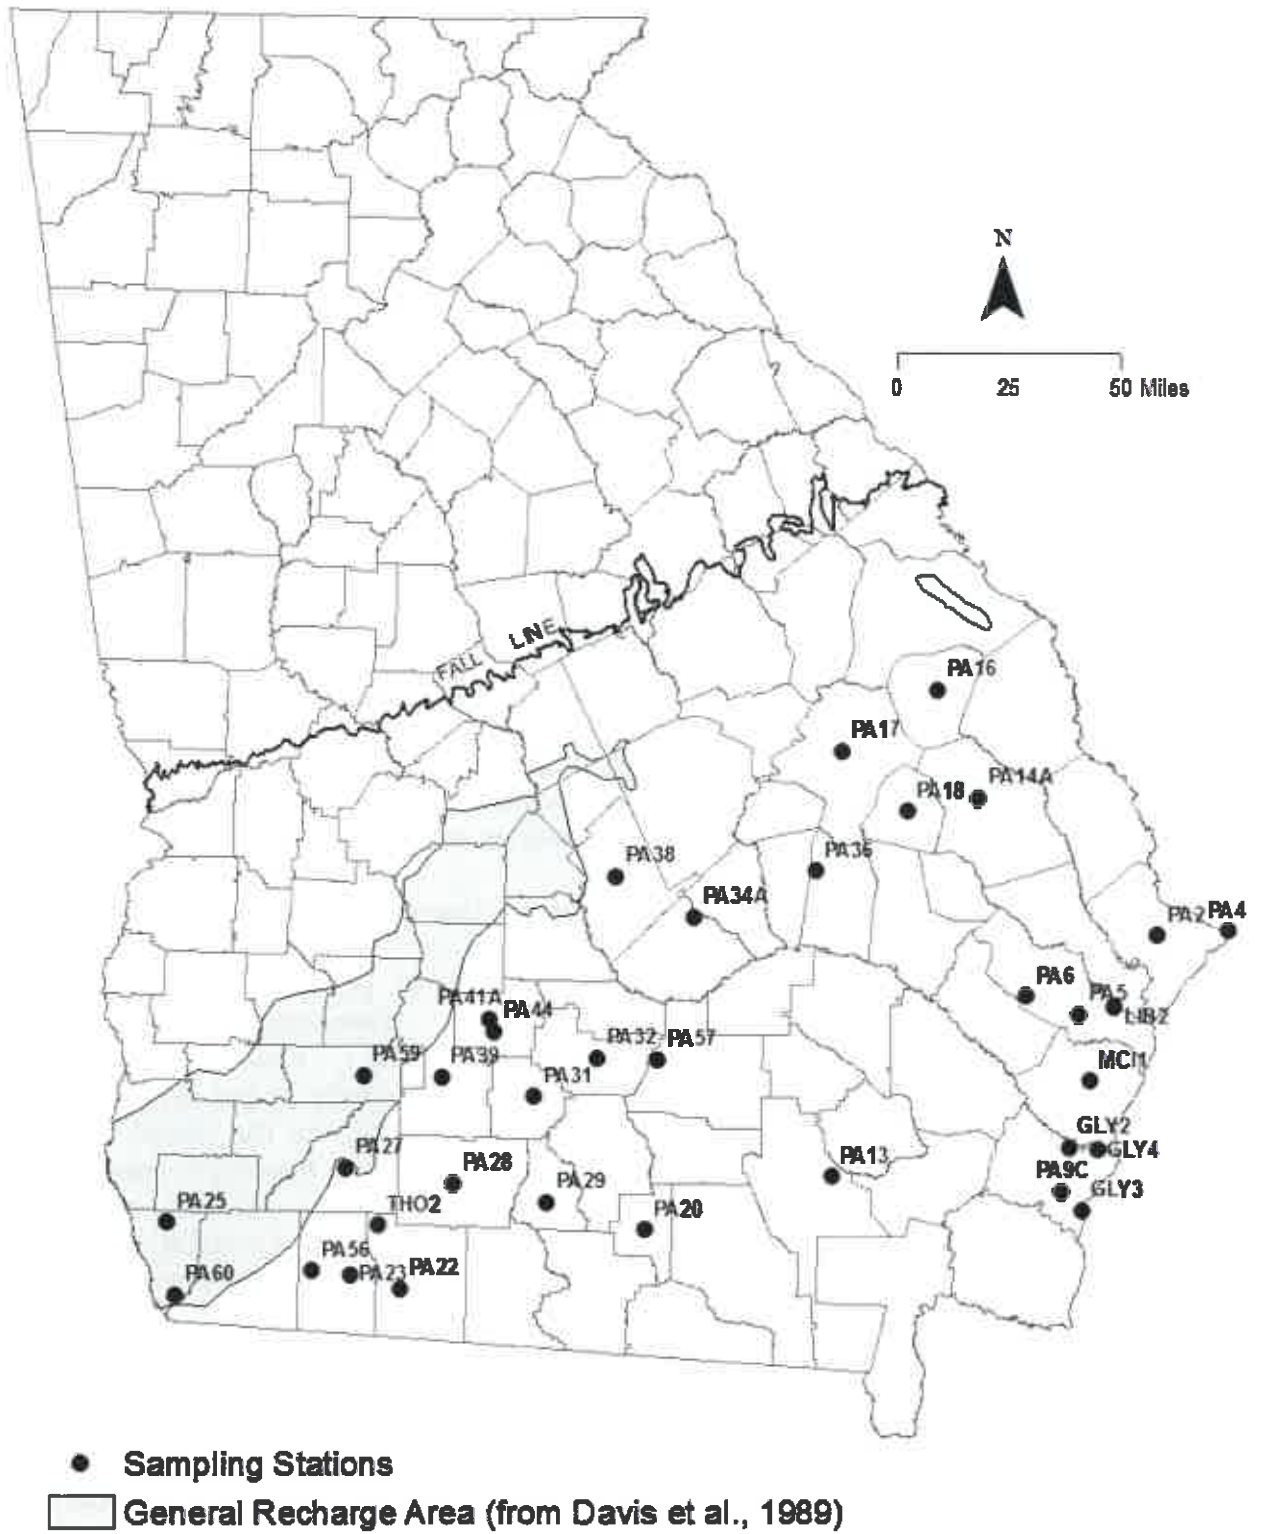 N
0 25 50 Miles
FALL LINE
PA16
PA17
PA14A
PA18
PA36
PA38
PA34A
PA2
PA4
PA6
PA5
LIB2
PA41A
PA44
PA32
PA57
PA59
PA39
PA31
MCI1
GLY2
GLY4
PA27
PA28
PA13
PA9C
GLY3
PA25
THO2
PA29
PA20
PA56
PA23
PA22
PA60
Sampling Stations
General Recharge Area (from Davis et al., 1989)